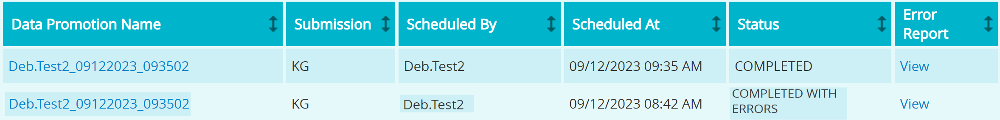 Data Promotion Name Submission Scheduled By Scheduled At Status Error Report
Deb.Test2_09122023_093502 KG Deb.Test2 09/12/2023 09:35 AM COMPLETED View
Deb.Test2_09122023_093502 KG Deb.Test2 09/12/2023 08:42 AM COMPLETED WITH ERRORS View